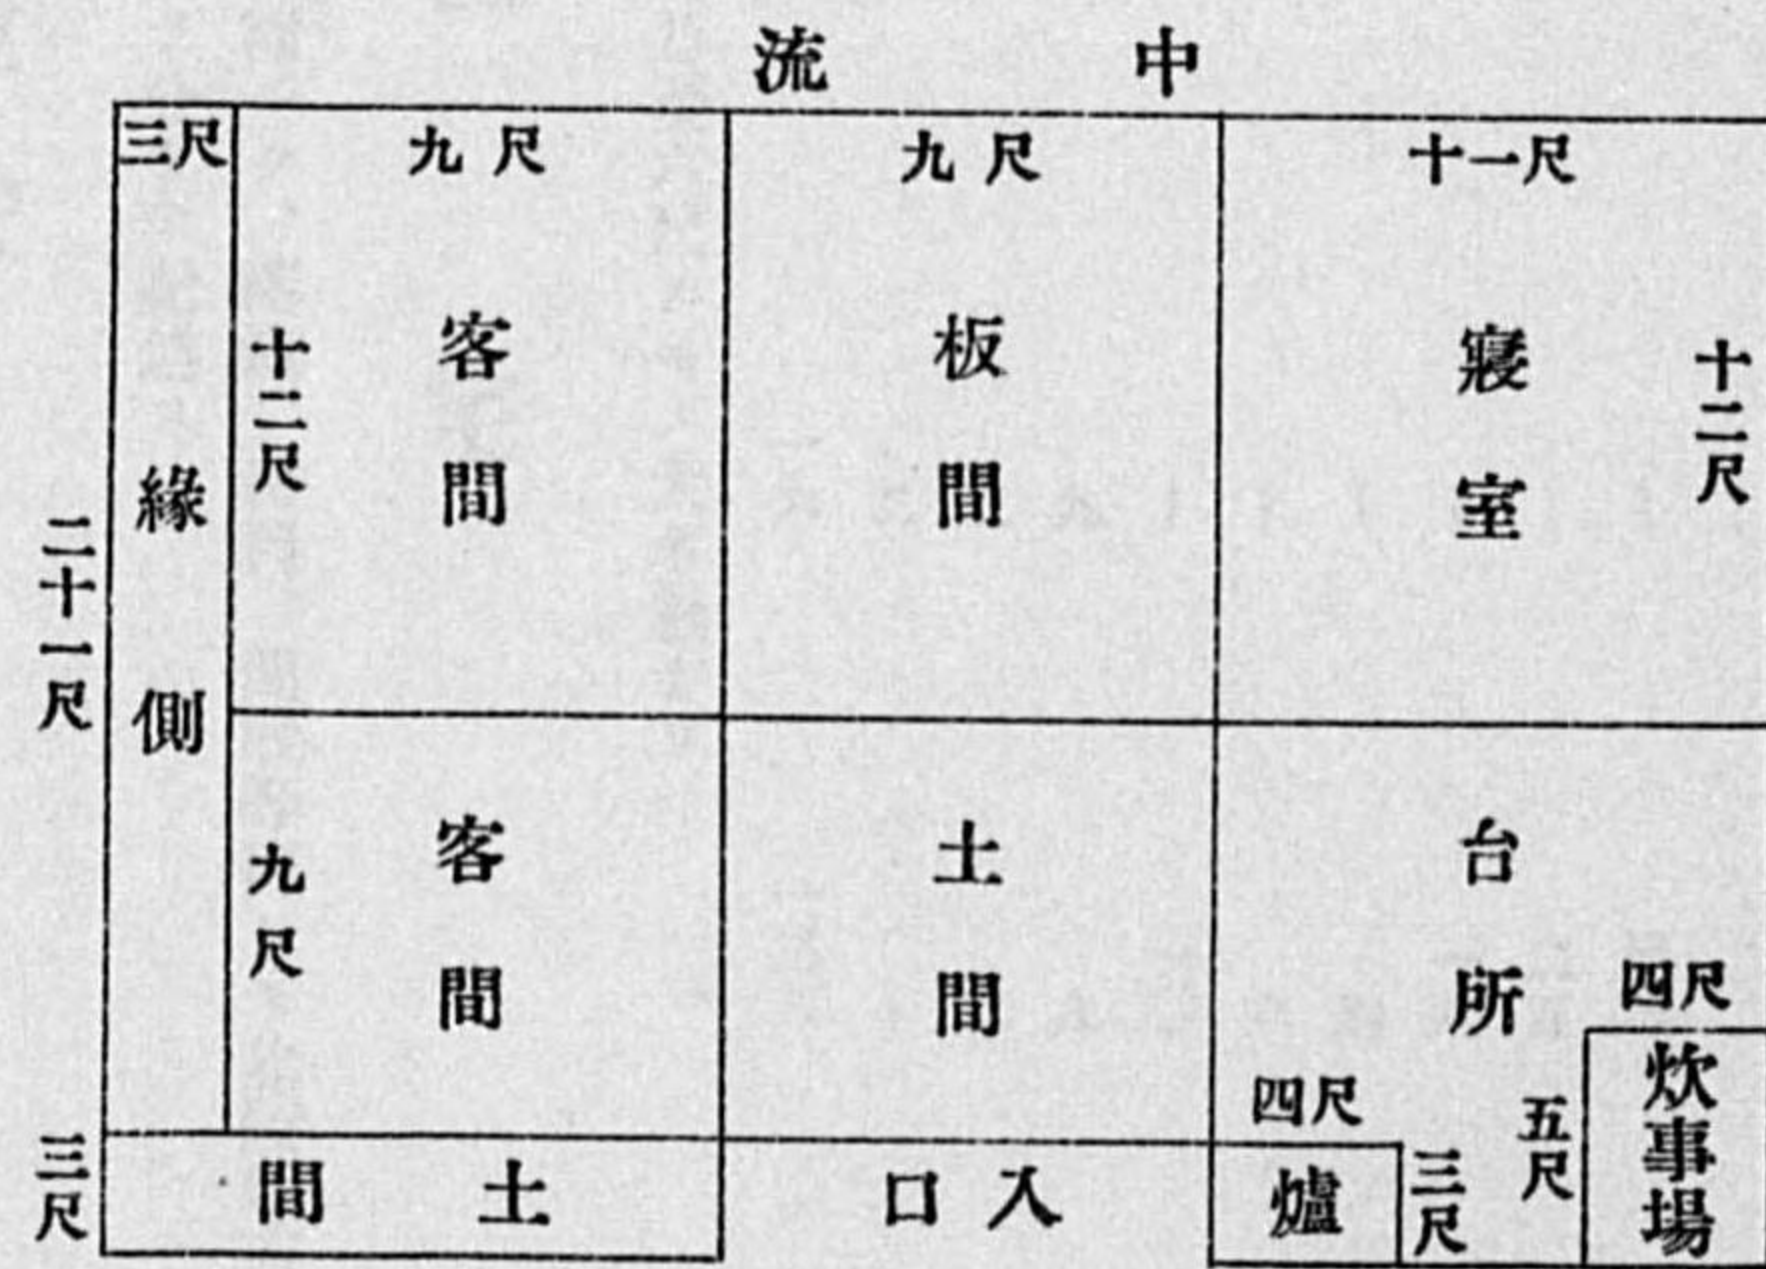 中流
三尺
九尺
九尺
十一尺
客間
板間
寢室
十二尺
十二尺
緣側
二十一尺
客間
土間
台所
九尺
四尺
炊事場
五尺
四尺
爐
三尺
入口
土間
三尺